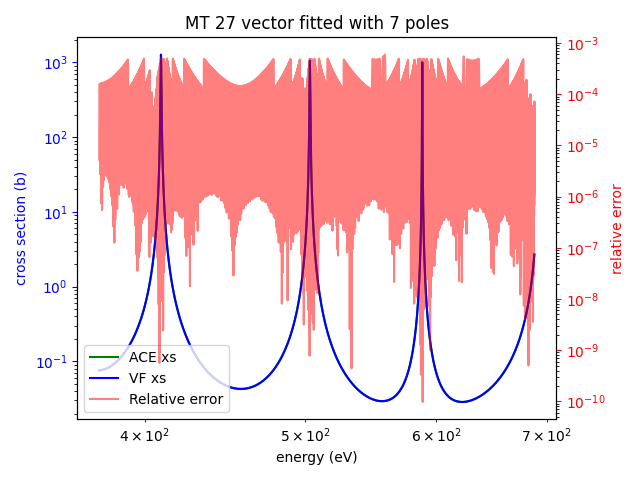 MT 27 vector fitted with 7 poles
cross section (b)
10³
10²
10¹
10⁰
10⁻¹
10⁻³
10⁻⁴
10⁻⁵
10⁻⁶
10⁻⁷
10⁻⁸
10⁻⁹
10⁻¹⁰
relative error
ACE xs
VF xs
Relative error
4 × 10²
5 × 10²
6 × 10²
7 × 10²
energy (eV)